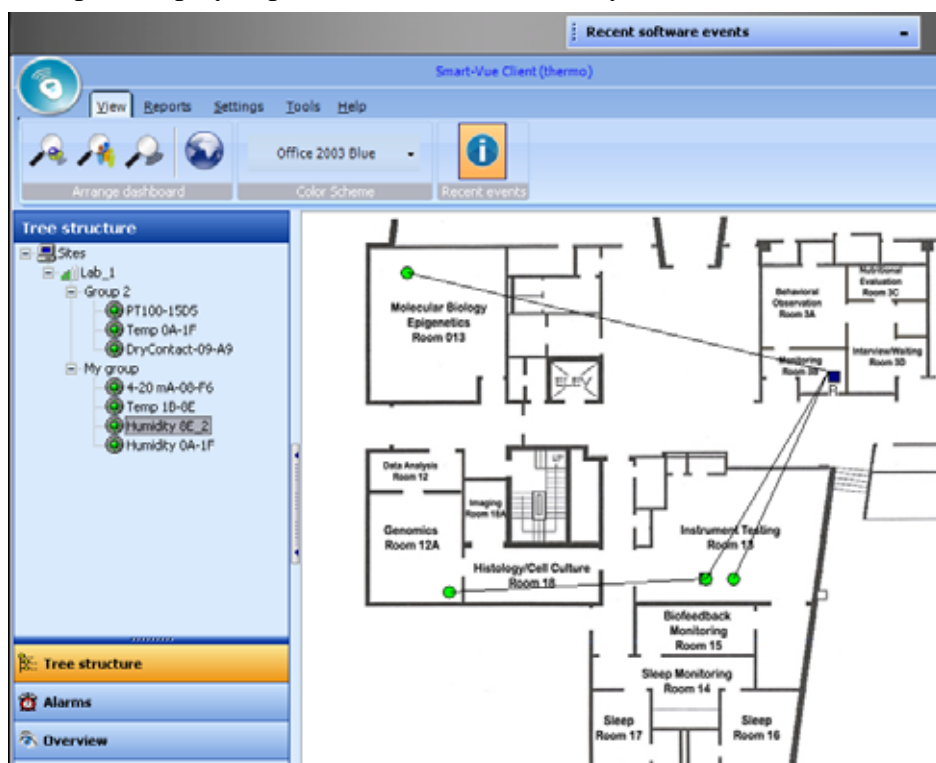 Recent software events
Smart-Vue Client (thermo)
View Reports Settings Tools Help
Office 2003 Blue
Arrange dashboard
Color Scheme
Recent events
Tree structure
Sites
Lab_1
Group 2
PT100-15D5
Temp 0A-1F
DryContact-09-A9
My group
4-20 mA-08-F6
Temp 1B-8E
Humidity 8E_2
Humidity 0A-1F
Tree structure
Alarms
Overview
Molecular Biology
Epigenetics
Room 013
ELEV
Behavioral
Observation
Room 3A
Nutritional
Evaluation
Room 3C
Monitoring
Room 3B
Interview/Waiting
Room 3D
R
Data Analysis
Room 12
Imaging
Room 18A
UP
Genomics
Room 12A
Histology/Cell Culture
Room 18
Instrument Testing
Room 13
Biofeedback
Monitoring
Room 15
Sleep Monitoring
Room 14
Sleep
Room 17
Sleep
Room 16